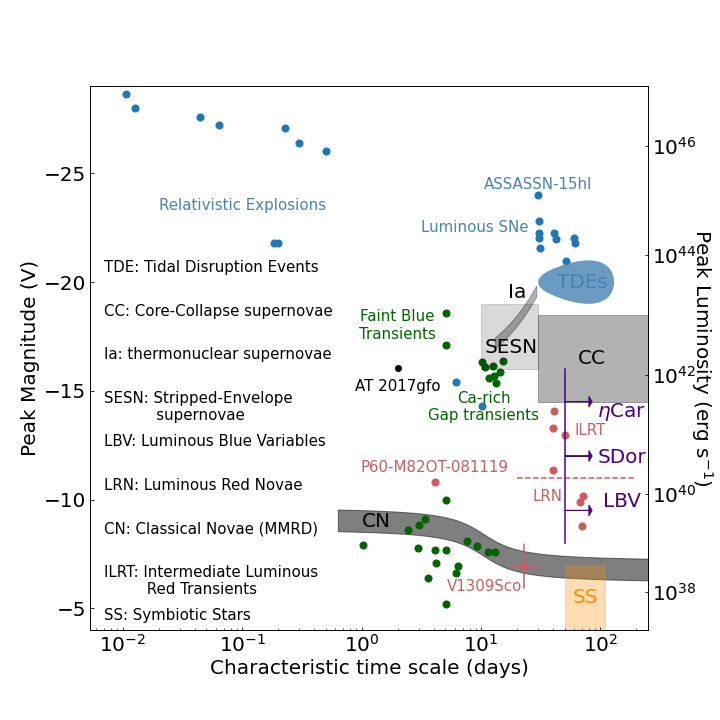 ASSASSN-15hl
Relativistic Explosions
Luminous SNe
TDE: Tidal Disruption Events
TDEs
Ia
CC: Core-Collapse supernovae
Faint Blue
Transients
SESN
CC
Ia: thermonuclear supernovae
AT 2017gfo
SESN: Stripped-Envelope
supernovae
Ca-rich
Gap transients
ηCar
ILRT
LBV: Luminous Blue Variables
SDor
P60-M82OT-081119
LRN: Luminous Red Novae
LRN
LBV
CN: Classical Novae (MMRD)
CN
ILRT: Intermediate Luminous
Red Transients
V1309Sco
SS
SS: Symbiotic Stars
−25
−20
−15
−10
−5
Peak Magnitude (V)
10⁴⁶
10⁴⁴
10⁴²
10⁴⁰
10³⁸
Peak Luminosity (erg s⁻¹)
10⁻²
10⁻¹
10⁰
10¹
10²
Characteristic time scale (days)